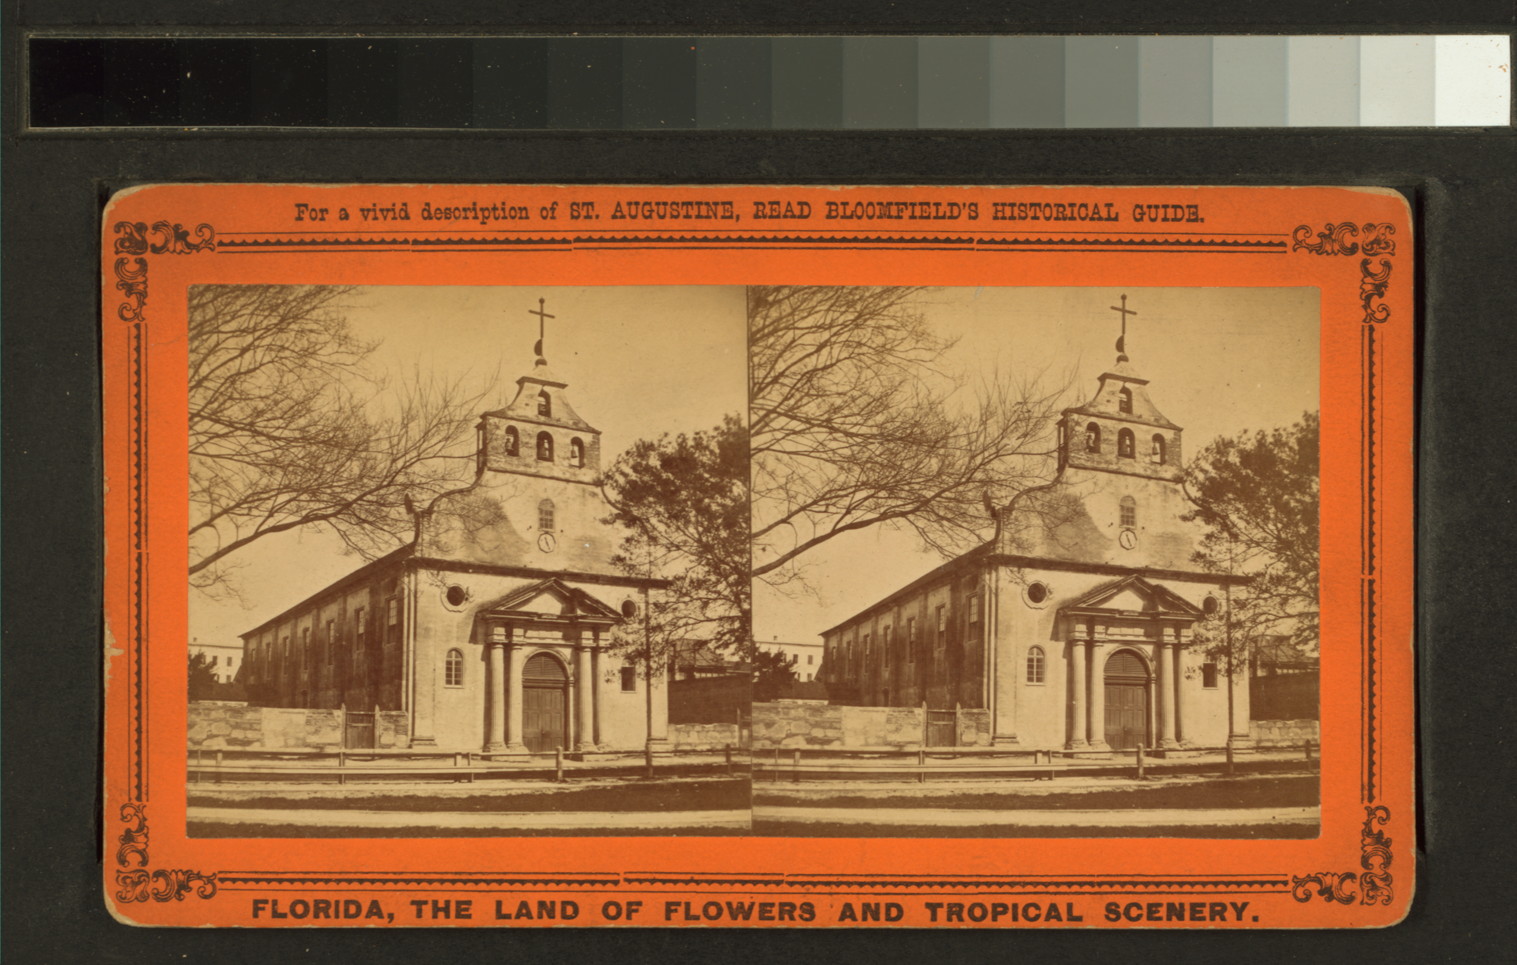 For a vivid description of ST. AUGUSTINE, READ BLOOMFIELD'S HISTORICAL GUIDE.
FLORIDA, THE LAND OF FLOWERS AND TROPICAL SCENERY.